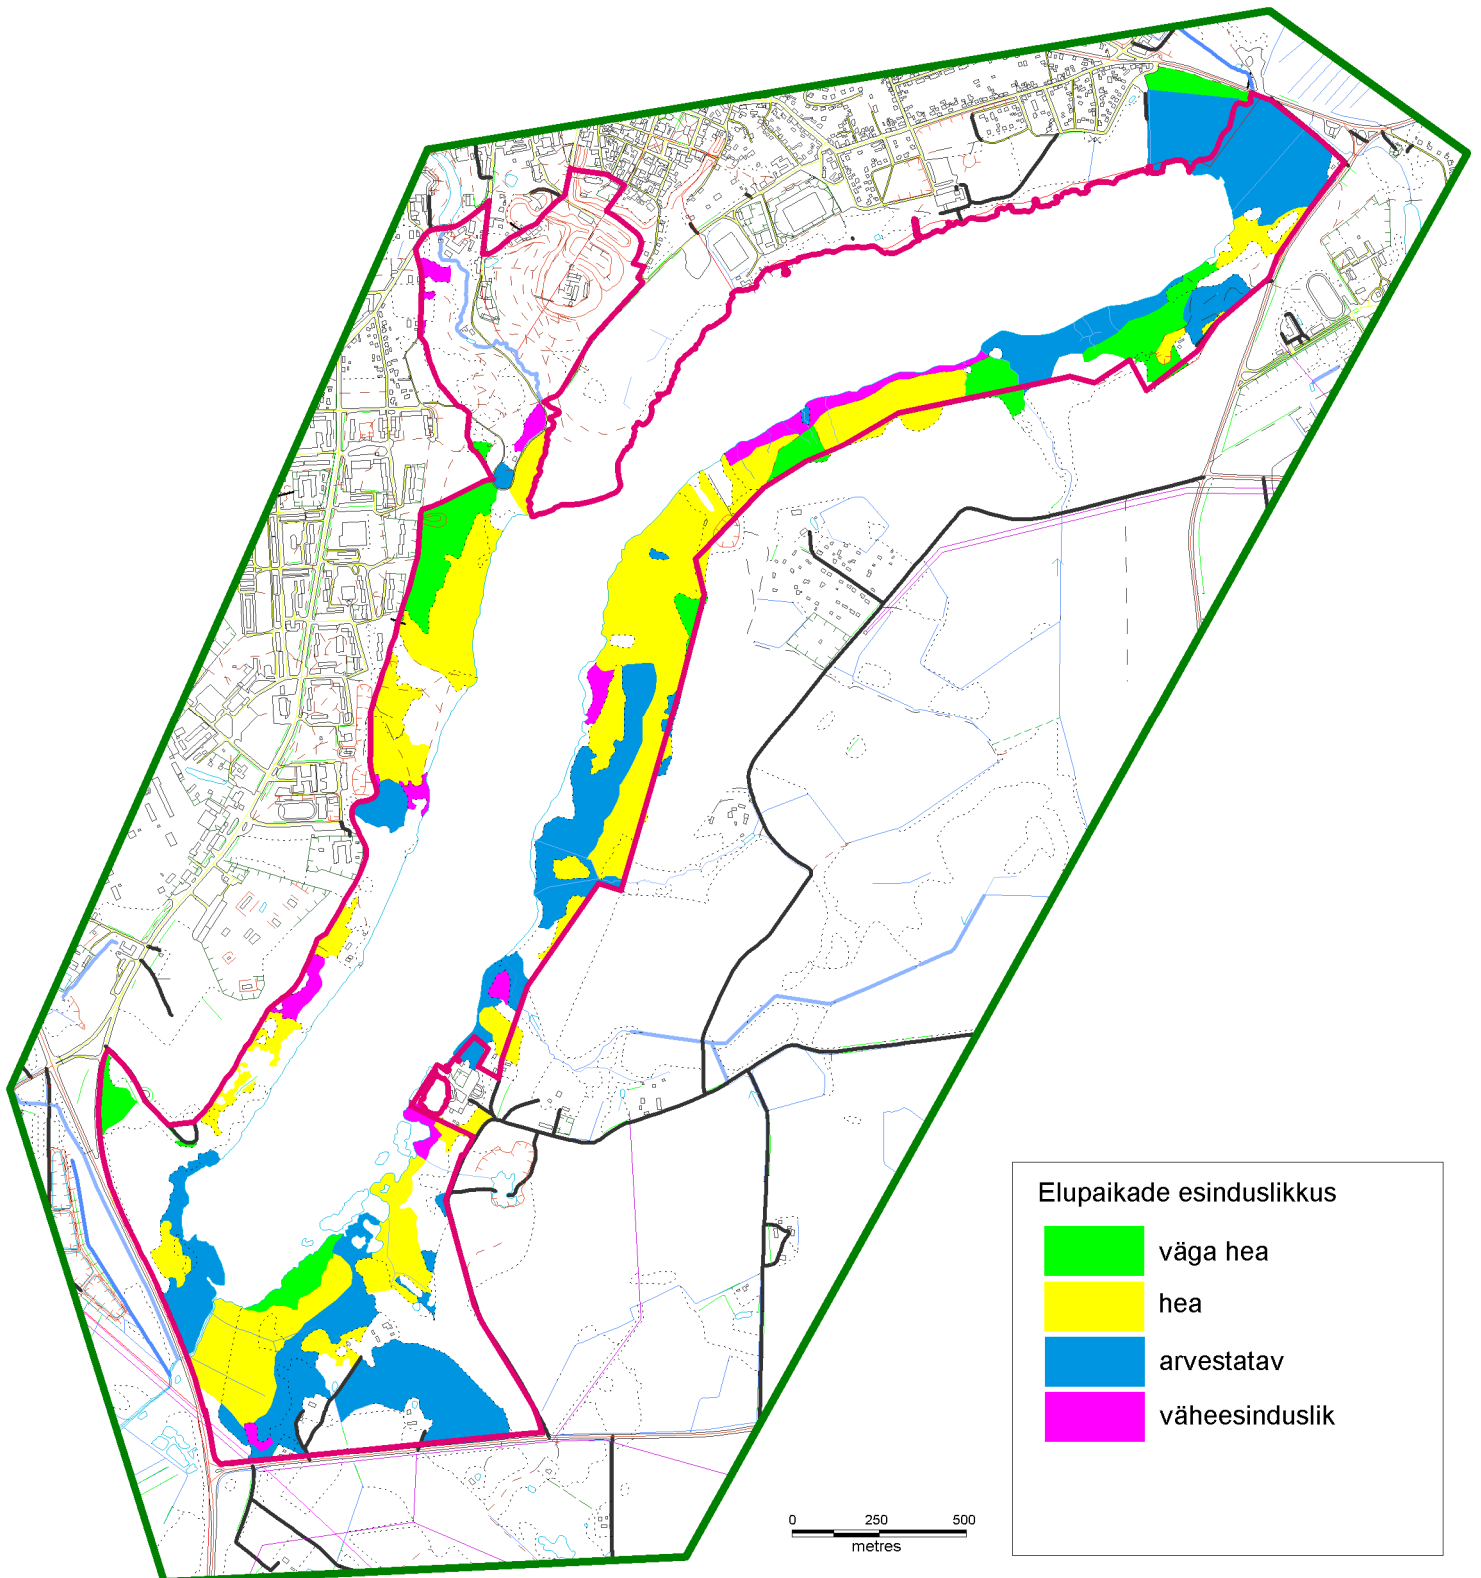 Elupaikade esinduslikkus
väga hea
hea
arvestatav
väheesinduslik
0 250 500
metres